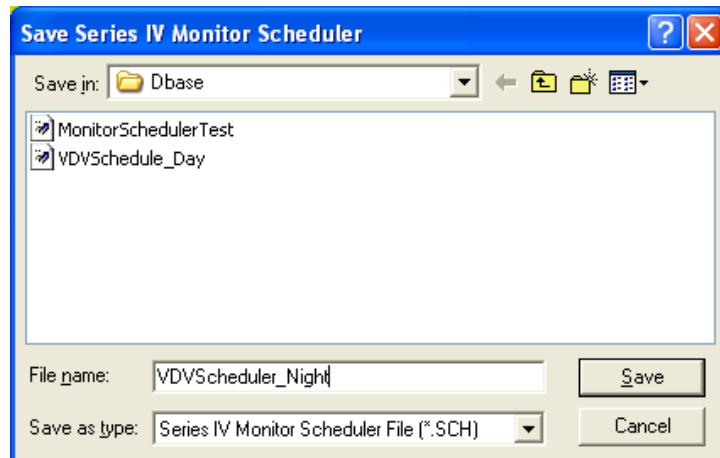 Save Series IV Monitor Scheduler
Save in: Dbase
MonitorSchedulerTest
VDVSchedule_Day
File name: VDVScheduler_Night Save
Save as type: Series IV Monitor Scheduler File (*.SCH) Cancel